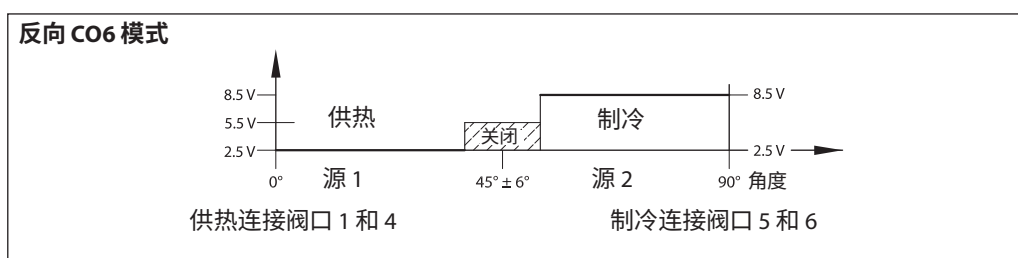 反向 CO6 模式
8.5 V 8.5 V
供热 制冷
5.5 V
关闭
2.5 V 2.5 V
0° 源 1 45° ± 6° 源 2 90° 角度
供热连接阀口 1 和 4 制冷连接阀口 5 和 6